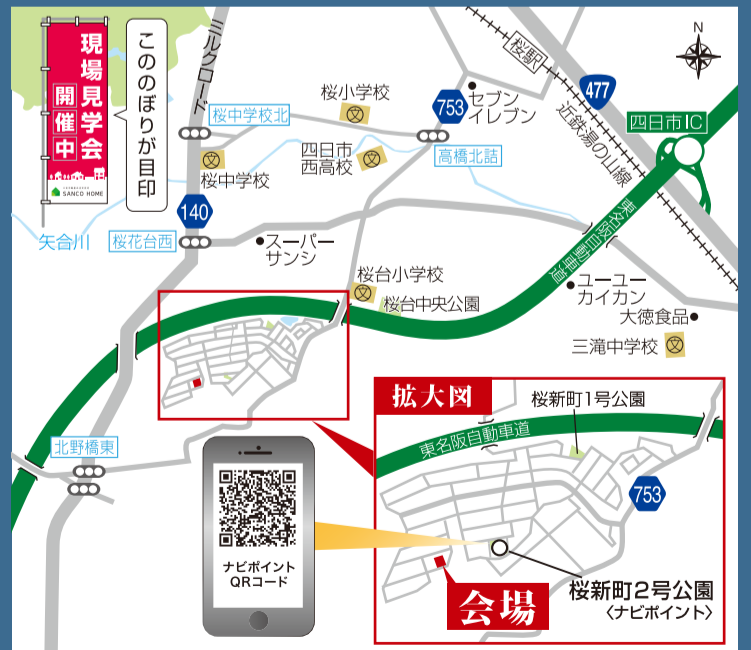 現場見学会
開催中
SANCO HOME
こののぼりが目印
ミルクロード
桜中学校北
桜小学校
753
セブン
イレブン
桜駅
477
近鉄湯の山線
N
四日市IC
四日市
西高校
高橋北詰
桜中学校
140
矢合川
桜花台西
スーパー
サンシ
東名阪自動車道
桜台小学校
桜台中央公園
ユーユー
カイカン
大徳食品
三滝中学校
北野橋東
拡大図
桜新町1号公園
東名阪自動車道
753
会場
桜新町2号公園
〈ナビポイント〉
ナビポイント
QRコード